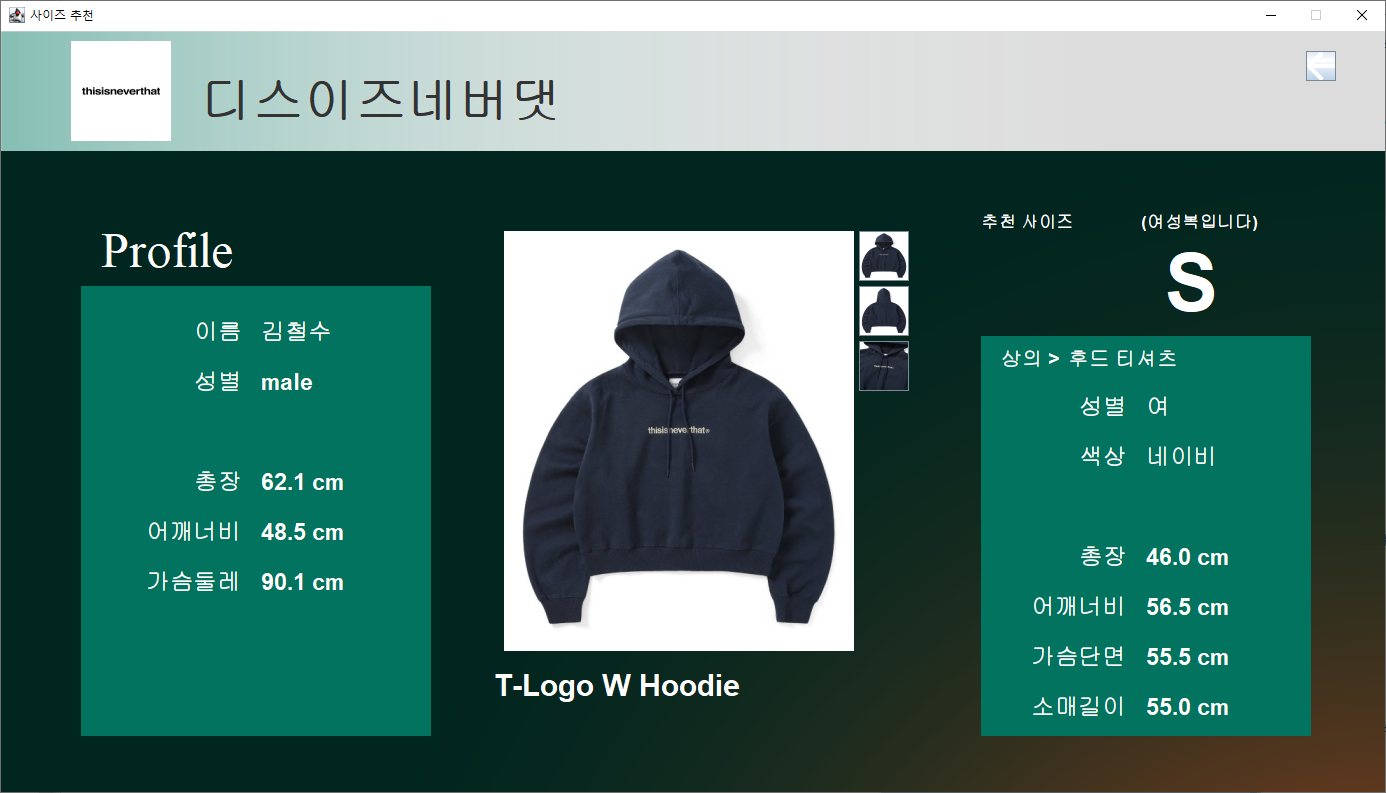 사이즈 추천
thisisneverthat
디스이즈네버댓
Profile
이름 김철수
성별 male
총장 62.1 cm
어깨너비 48.5 cm
가슴둘레 90.1 cm
thisisneverthat®
T-Logo W Hoodie
추천 사이즈 (여성복입니다)
S
상의 > 후드 티셔츠
성별 여
색상 네이비
총장 46.0 cm
어깨너비 56.5 cm
가슴단면 55.5 cm
소매길이 55.0 cm